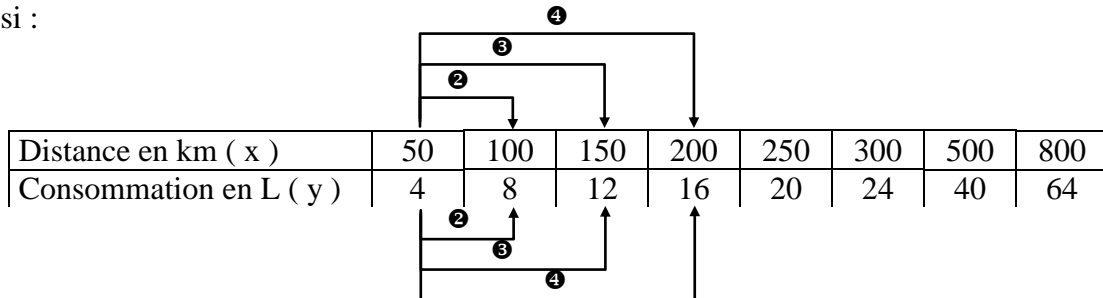 si :
❹
❸
❷
Distance en km ( x ) 50 100 150 200 250 300 500 800
Consommation en L ( y ) 4 8 12 16 20 24 40 64
❷
❸
❹